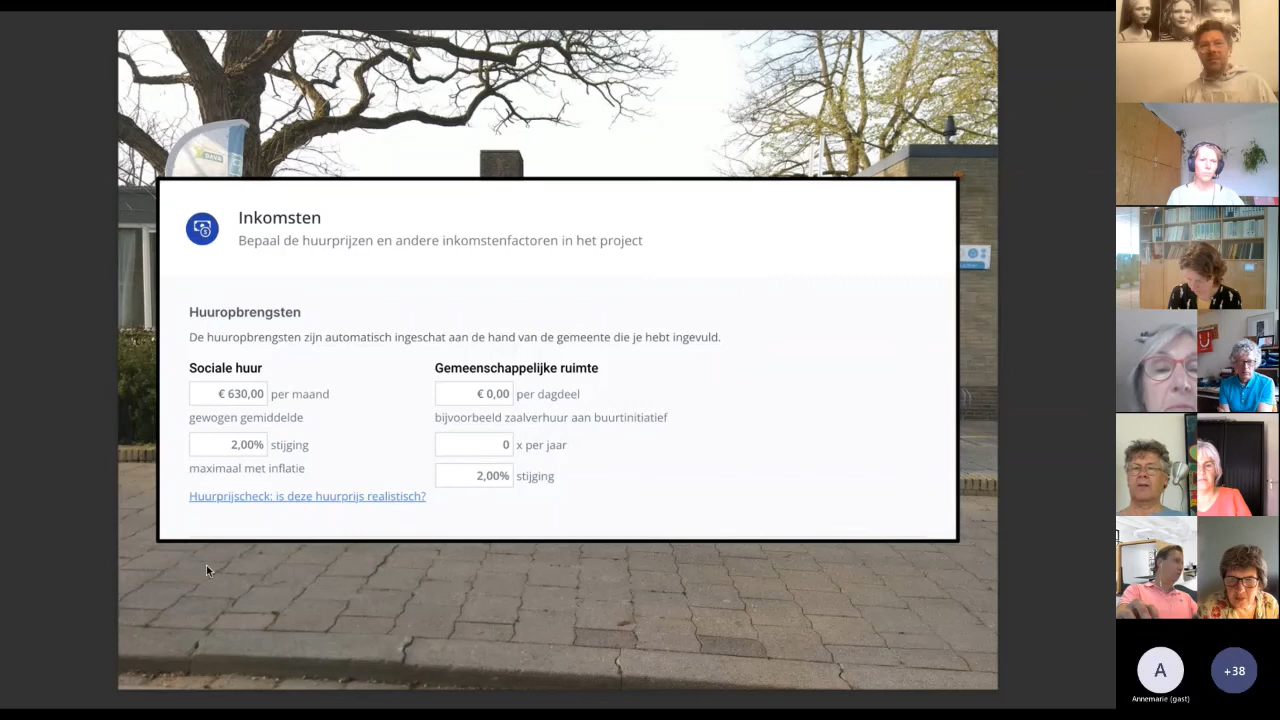 Inkomsten
Bepaal de huurprijzen en andere inkomstenfactoren in het project
Huuropbrengsten
De huuropbrengsten zijn automatisch ingeschat aan de hand van de gemeente die je hebt ingevuld.
Sociale huur
€ 630,00 per maand
gewogen gemiddelde
2,00% stijging
maximaal met inflatie
Huurprijscheck: is deze huurprijs realistisch?
Gemeenschappelijke ruimte
€ 0,00 per dagdeel
bijvoorbeeld zaalverhuur aan buurtinitiatief
0 x per jaar
2,00% stijging
A
Annemarie (gast)
+38